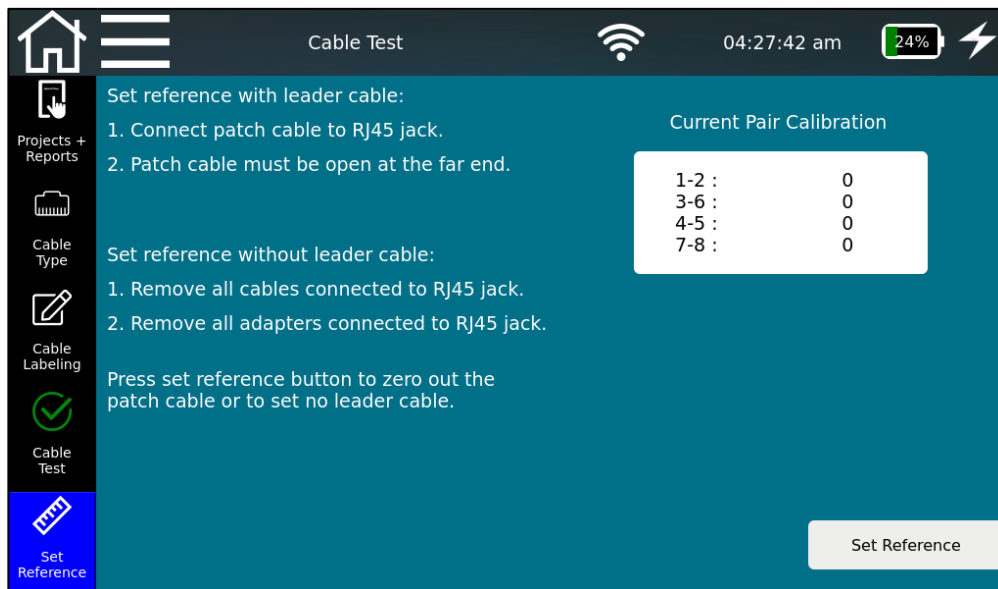 Cable Test
04:27:42 am
24%
Projects +
Reports
Cable
Type
Cable
Labeling
Cable
Test
Set
Reference
Set reference with leader cable:
1. Connect patch cable to RJ45 jack.
2. Patch cable must be open at the far end.
Set reference without leader cable:
1. Remove all cables connected to RJ45 jack.
2. Remove all adapters connected to RJ45 jack.
Press set reference button to zero out the
patch cable or to set no leader cable.
Current Pair Calibration
1-2 : 0
3-6 : 0
4-5 : 0
7-8 : 0
Set Reference